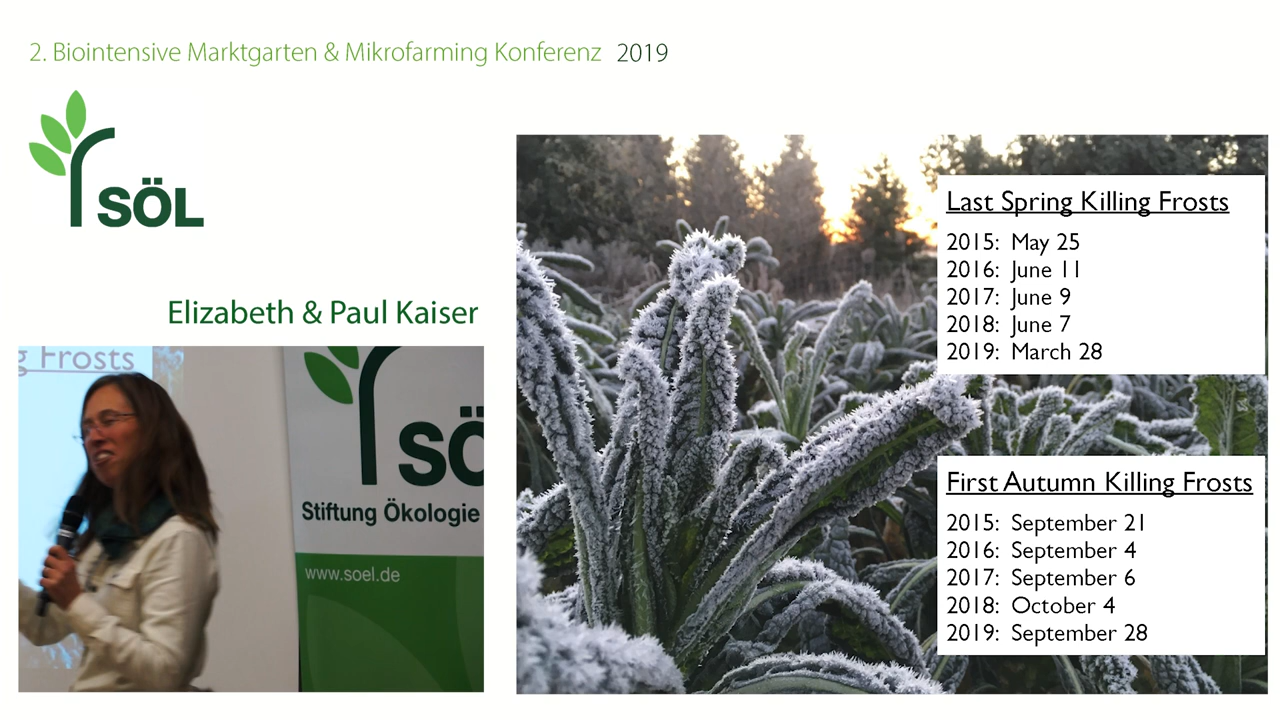 2. Biointensive Marktgarten & Mikrofarming Konferenz 2019
SÖL
Elizabeth & Paul Kaiser
g Frosts
SÖ
Stiftung Ökologie
www.soel.de
Last Spring Killing Frosts
2015: May 25
2016: June 11
2017: June 9
2018: June 7
2019: March 28
First Autumn Killing Frosts
2015: September 21
2016: September 4
2017: September 6
2018: October 4
2019: September 28